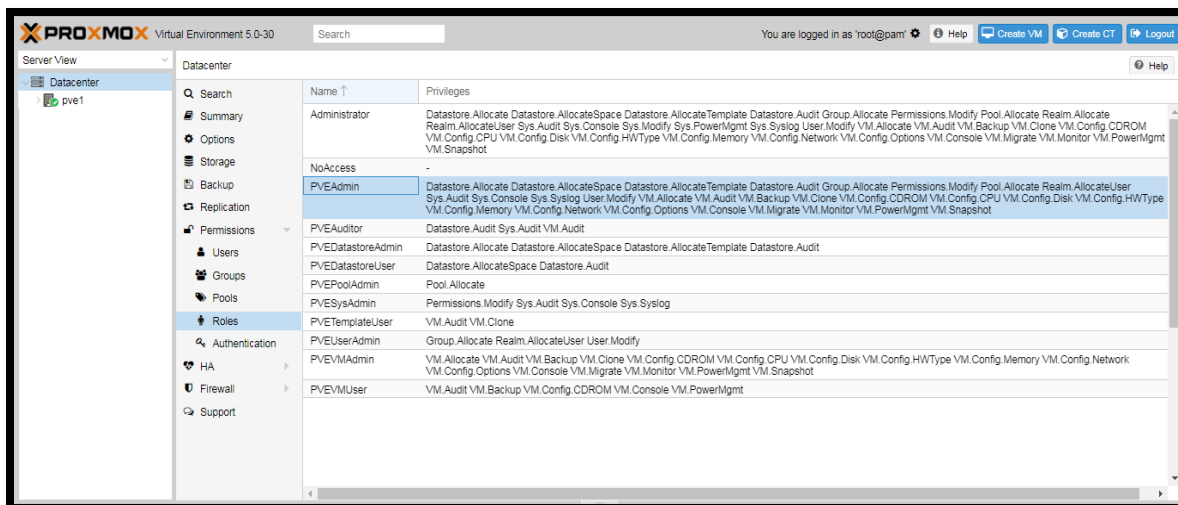 PROXMOX Virtual Environment 5.0-30 Search You are logged in as 'root@pam' Help Create VM Create CT Logout
Server View
Datacenter
pve1
Datacenter Help
Search
Summary
Options
Storage
Backup
Replication
Permissions
Users
Groups
Pools
Roles
Authentication
HA
Firewall
Support
Name Privileges
Administrator Datastore.Allocate Datastore.AllocateSpace Datastore.AllocateTemplate Datastore.Audit Group.Allocate Permissions.Modify Pool.Allocate Realm.Allocate
Realm.AllocateUser Sys.Audit Sys.Console Sys.Modify Sys.PowerMgmt Sys.Syslog User.Modify VM.Allocate VM.Audit VM.Backup VM.Clone VM.Config.CDROM
VM.Config.CPU VM.Config.Disk VM.Config.HWType VM.Config.Memory VM.Config.Network VM.Config.Options VM.Console VM.Migrate VM.Monitor VM.PowerMgmt
VM.Snapshot
NoAccess -
PVEAdmin Datastore.Allocate Datastore.AllocateSpace Datastore.AllocateTemplate Datastore.Audit Group.Allocate Permissions.Modify Pool.Allocate Realm.AllocateUser
Sys.Audit Sys.Console Sys.Syslog User.Modify VM.Allocate VM.Audit VM.Backup VM.Clone VM.Config.CDROM VM.Config.CPU VM.Config.Disk VM.Config.HWType
VM.Config.Memory VM.Config.Network VM.Config.Options VM.Console VM.Migrate VM.Monitor VM.PowerMgmt VM.Snapshot
PVEAuditor Datastore.Audit Sys.Audit VM.Audit
PVEDatastoreAdmin Datastore.Allocate Datastore.AllocateSpace Datastore.AllocateTemplate Datastore.Audit
PVEDatastoreUser Datastore.AllocateSpace Datastore.Audit
PVEPoolAdmin Pool.Allocate
PVESysAdmin Permissions.Modify Sys.Audit Sys.Console Sys.Syslog
PVETemplateUser VM.Audit VM.Clone
PVEUserAdmin Group.Allocate Realm.AllocateUser User.Modify
PVEVMAdmin VM.Allocate VM.Audit VM.Backup VM.Clone VM.Config.CDROM VM.Config.CPU VM.Config.Disk VM.Config.HWType VM.Config.Memory VM.Config.Network
VM.Config.Options VM.Console VM.Migrate VM.Monitor VM.PowerMgmt VM.Snapshot
PVEVMUser VM.Audit VM.Backup VM.Config.CDROM VM.Console VM.PowerMgmt